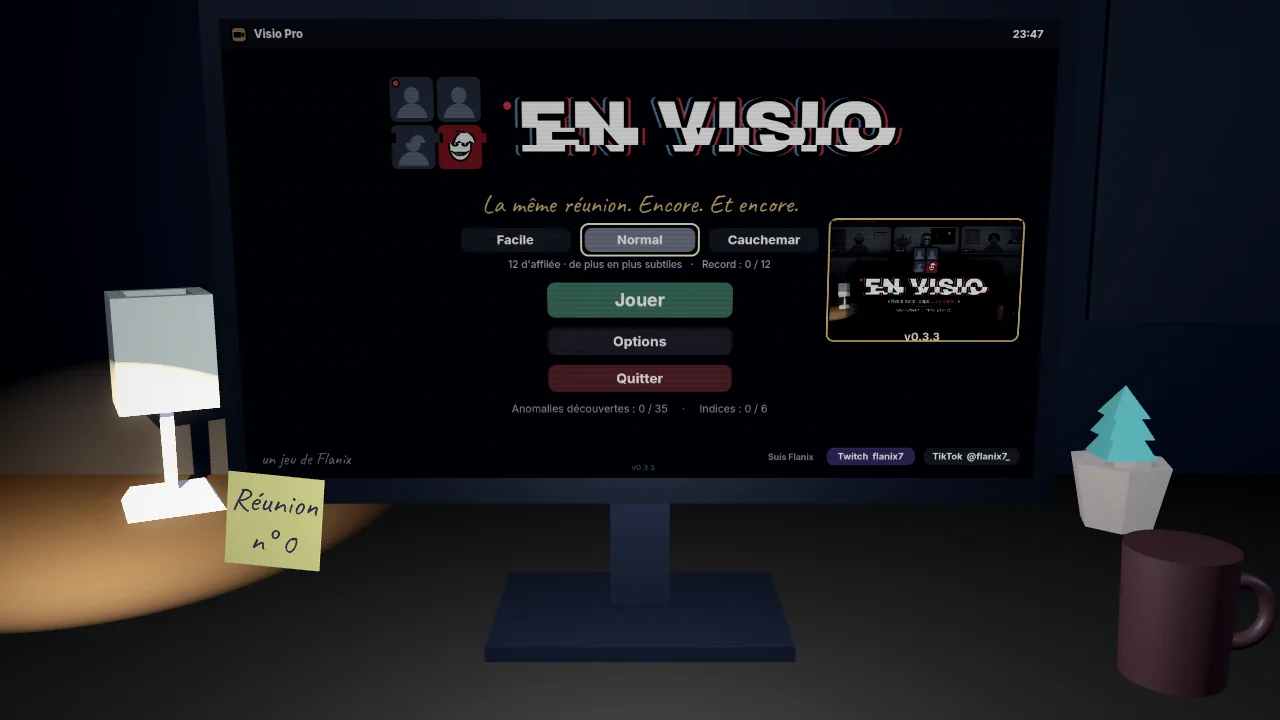 Visio Pro
23:47
EN VISIO
La même réunion. Encore. Et encore.
Facile
Normal
Cauchemar
12 d'affilée · de plus en plus subtiles · Record : 0 / 12
Jouer
Options
Quitter
Anomalies découvertes : 0 / 35 · Indices : 0 / 6
EN VISIO
v0.3.3
un jeu de Flanix
v0.3.3
Suis Flanix
Twitch flanix7
TikTok @flanix7_
Réunion
n° 0